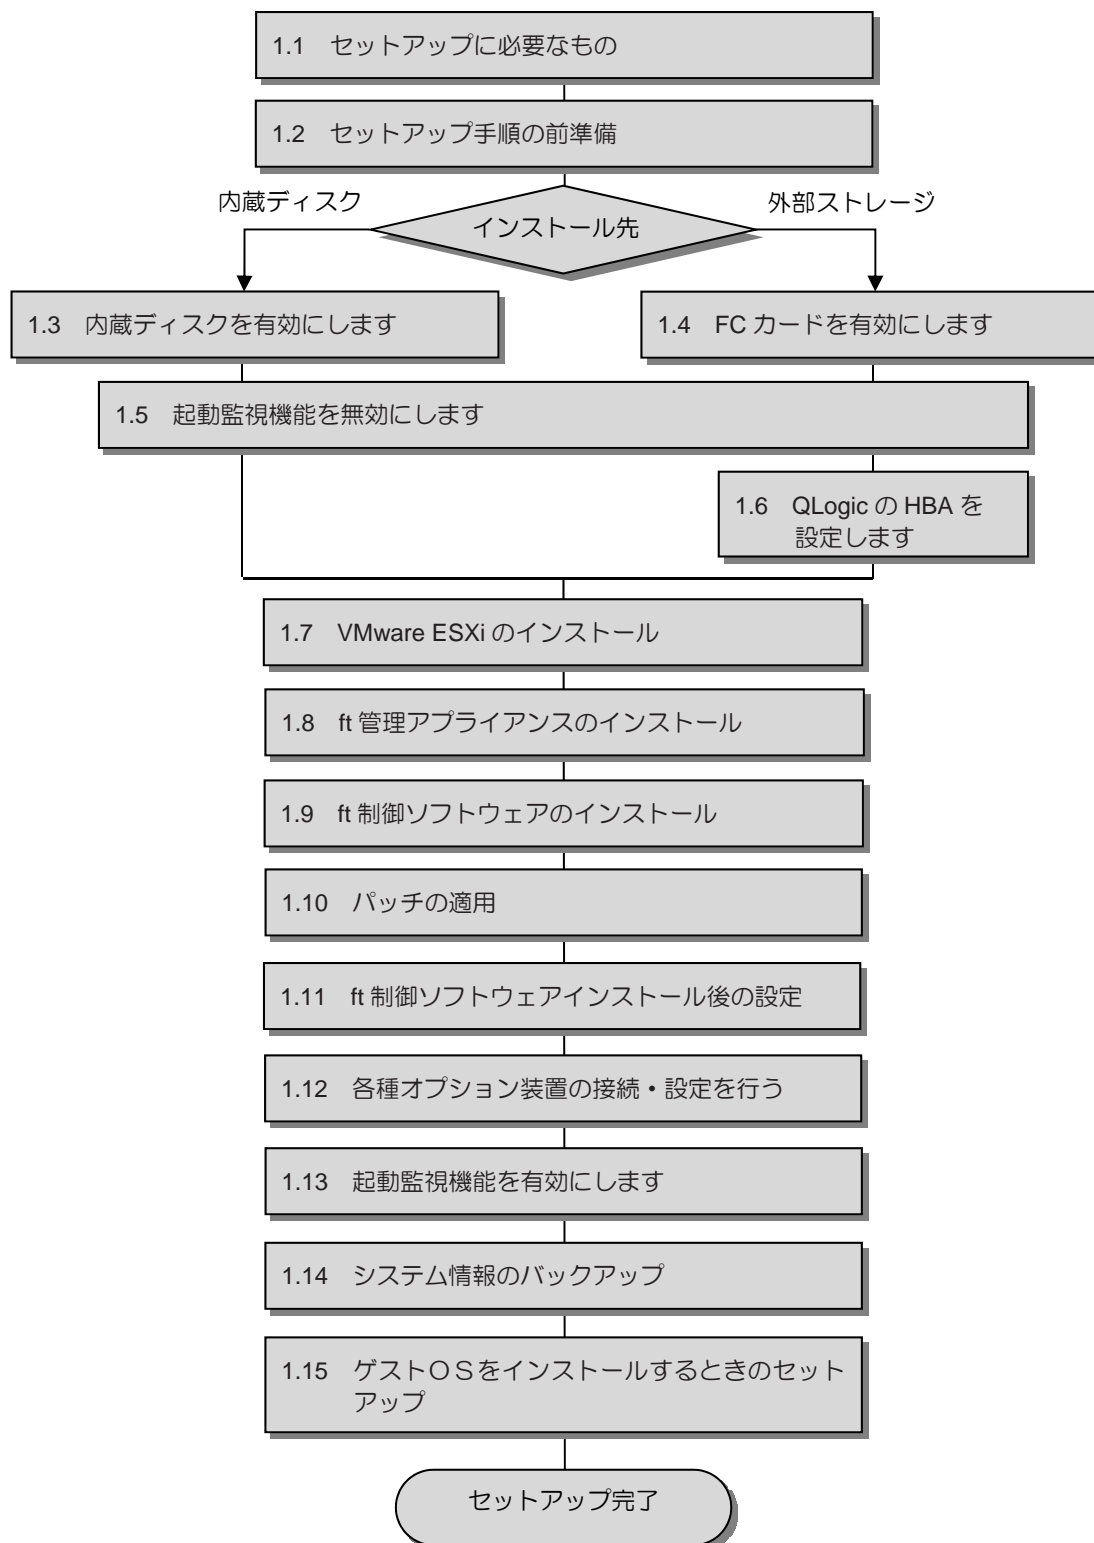 1.1 セットアップに必要なもの
1.2 セットアップ手順の前準備
内蔵ディスク
外部ストレージ
インストール先
1.3 内蔵ディスクを有効にします
1.4 FC カードを有効にします
1.5 起動監視機能を無効にします
1.6 QLogic の HBA を
設定します
1.7 VMware ESXi のインストール
1.8 ft 管理アプライアンスのインストール
1.9 ft 制御ソフトウェアのインストール
1.10 パッチの適用
1.11 ft 制御ソフトウェアインストール後の設定
1.12 各種オプション装置の接続・設定を行う
1.13 起動監視機能を有効にします
1.14 システム情報のバックアップ
1.15 ゲストＯＳをインストールするときのセット
アップ
セットアップ完了